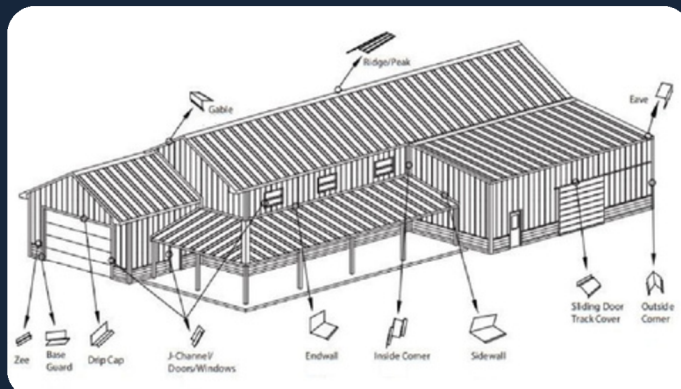 Ridge/Peak
Gable
Eave
Zee
Base
Guard
Drip Cap
J-Channel/
Doors/Windows
Endwall
Inside Corner
Sidewall
Sliding Door
Track Cover
Outside
Corner